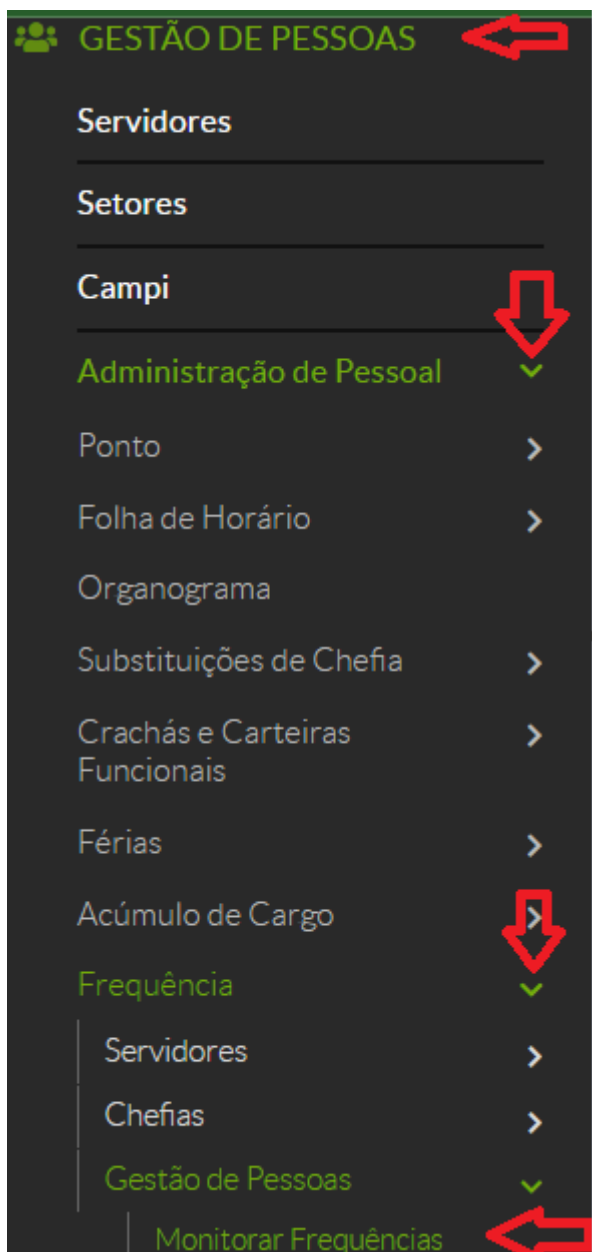 GESTÃO DE PESSOAS
Servidores
Setores
Campi
Administração de Pessoal
Ponto
Folha de Horário
Organograma
Substituições de Chefia
Crachás e Carteiras
Funcionais
Férias
Acúmulo de Cargo
Frequência
Servidores
Chefias
Gestão de Pessoas
Monitorar Frequências